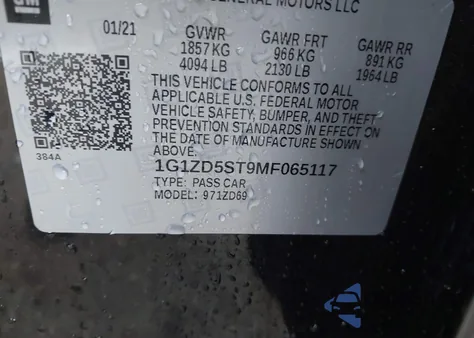 GM
GENERAL MOTORS LLC
01/21 GVWR GAWR FRT GAWR RR
1857 KG 966 KG 891 KG
4094 LB 2130 LB 1964 LB
THIS VEHICLE CONFORMS TO ALL
APPLICABLE U.S. FEDERAL MOTOR
VEHICLE SAFETY, BUMPER, AND THEFT
PREVENTION STANDARDS IN EFFECT ON
THE DATE OF MANUFACTURE SHOWN
ABOVE.
384A
1G1ZD5ST9MF065117
TYPE: PASS CAR
MODEL: 971ZD69